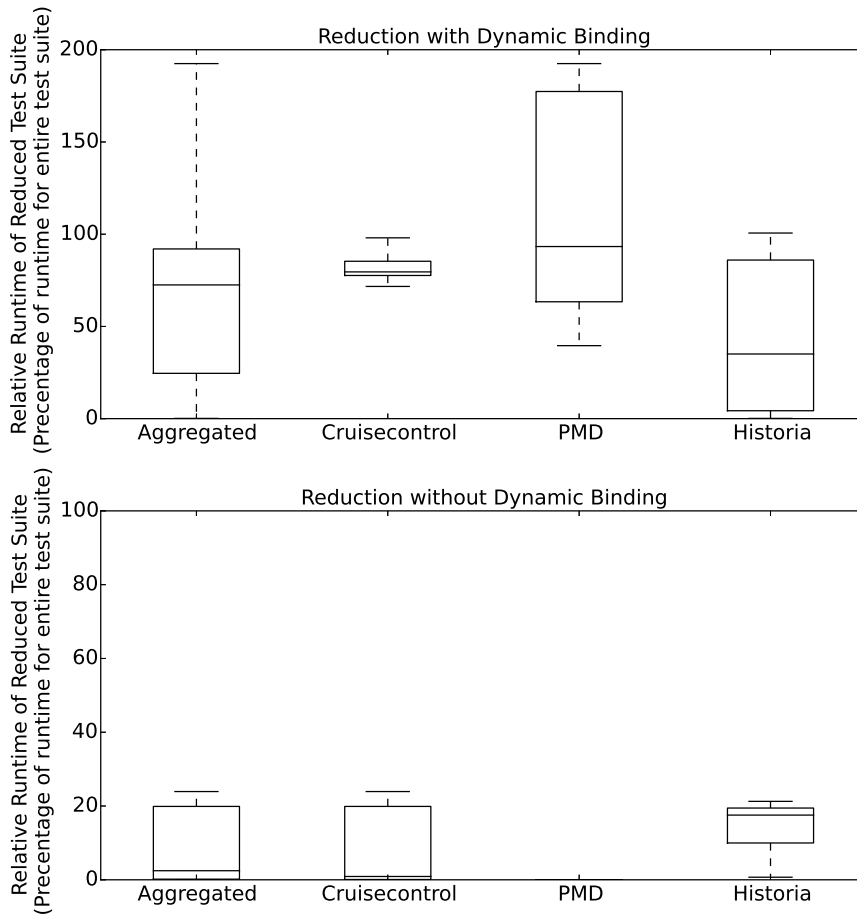 Reduction with Dynamic Binding
Relative Runtime of Reduced Test Suite
(Precentage of runtime for entire test suite)
200
150
100
50
0
Aggregated Cruisecontrol PMD Historia
Reduction without Dynamic Binding
Relative Runtime of Reduced Test Suite
(Precentage of runtime for entire test suite)
100
80
60
40
20
0
Aggregated Cruisecontrol PMD Historia